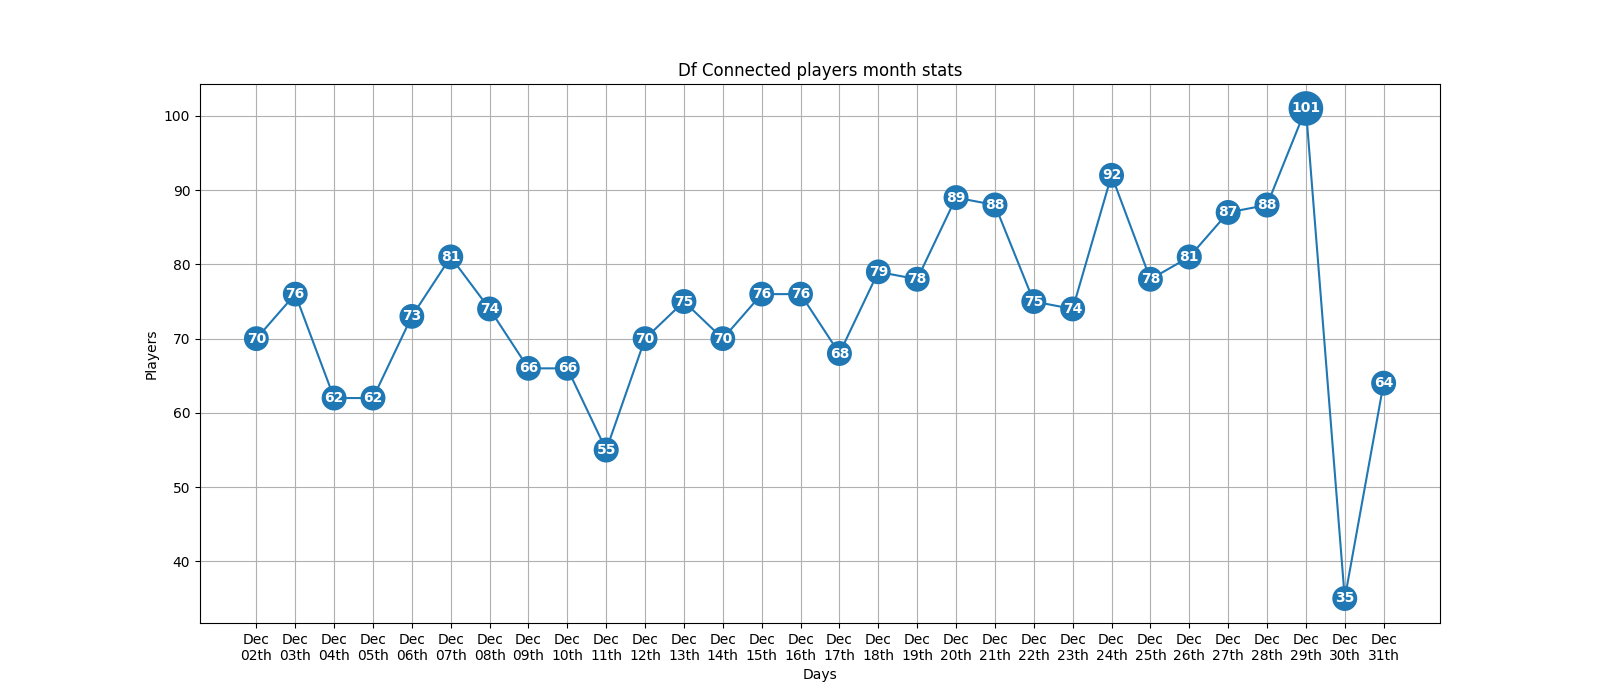 Df Connected players month stats
100
90
80
70
60
50
40
Players
70
76
62
62
73
81
74
66
66
55
70
75
70
76
76
68
79
78
89
88
75
74
92
78
81
87
88
101
35
64
Dec 02th
Dec 03th
Dec 04th
Dec 05th
Dec 06th
Dec 07th
Dec 08th
Dec 09th
Dec 10th
Dec 11th
Dec 12th
Dec 13th
Dec 14th
Dec 15th
Dec 16th
Dec 17th
Dec 18th
Dec 19th
Dec 20th
Dec 21th
Dec 22th
Dec 23th
Dec 24th
Dec 25th
Dec 26th
Dec 27th
Dec 28th
Dec 29th
Dec 30th
Dec 31th
Days